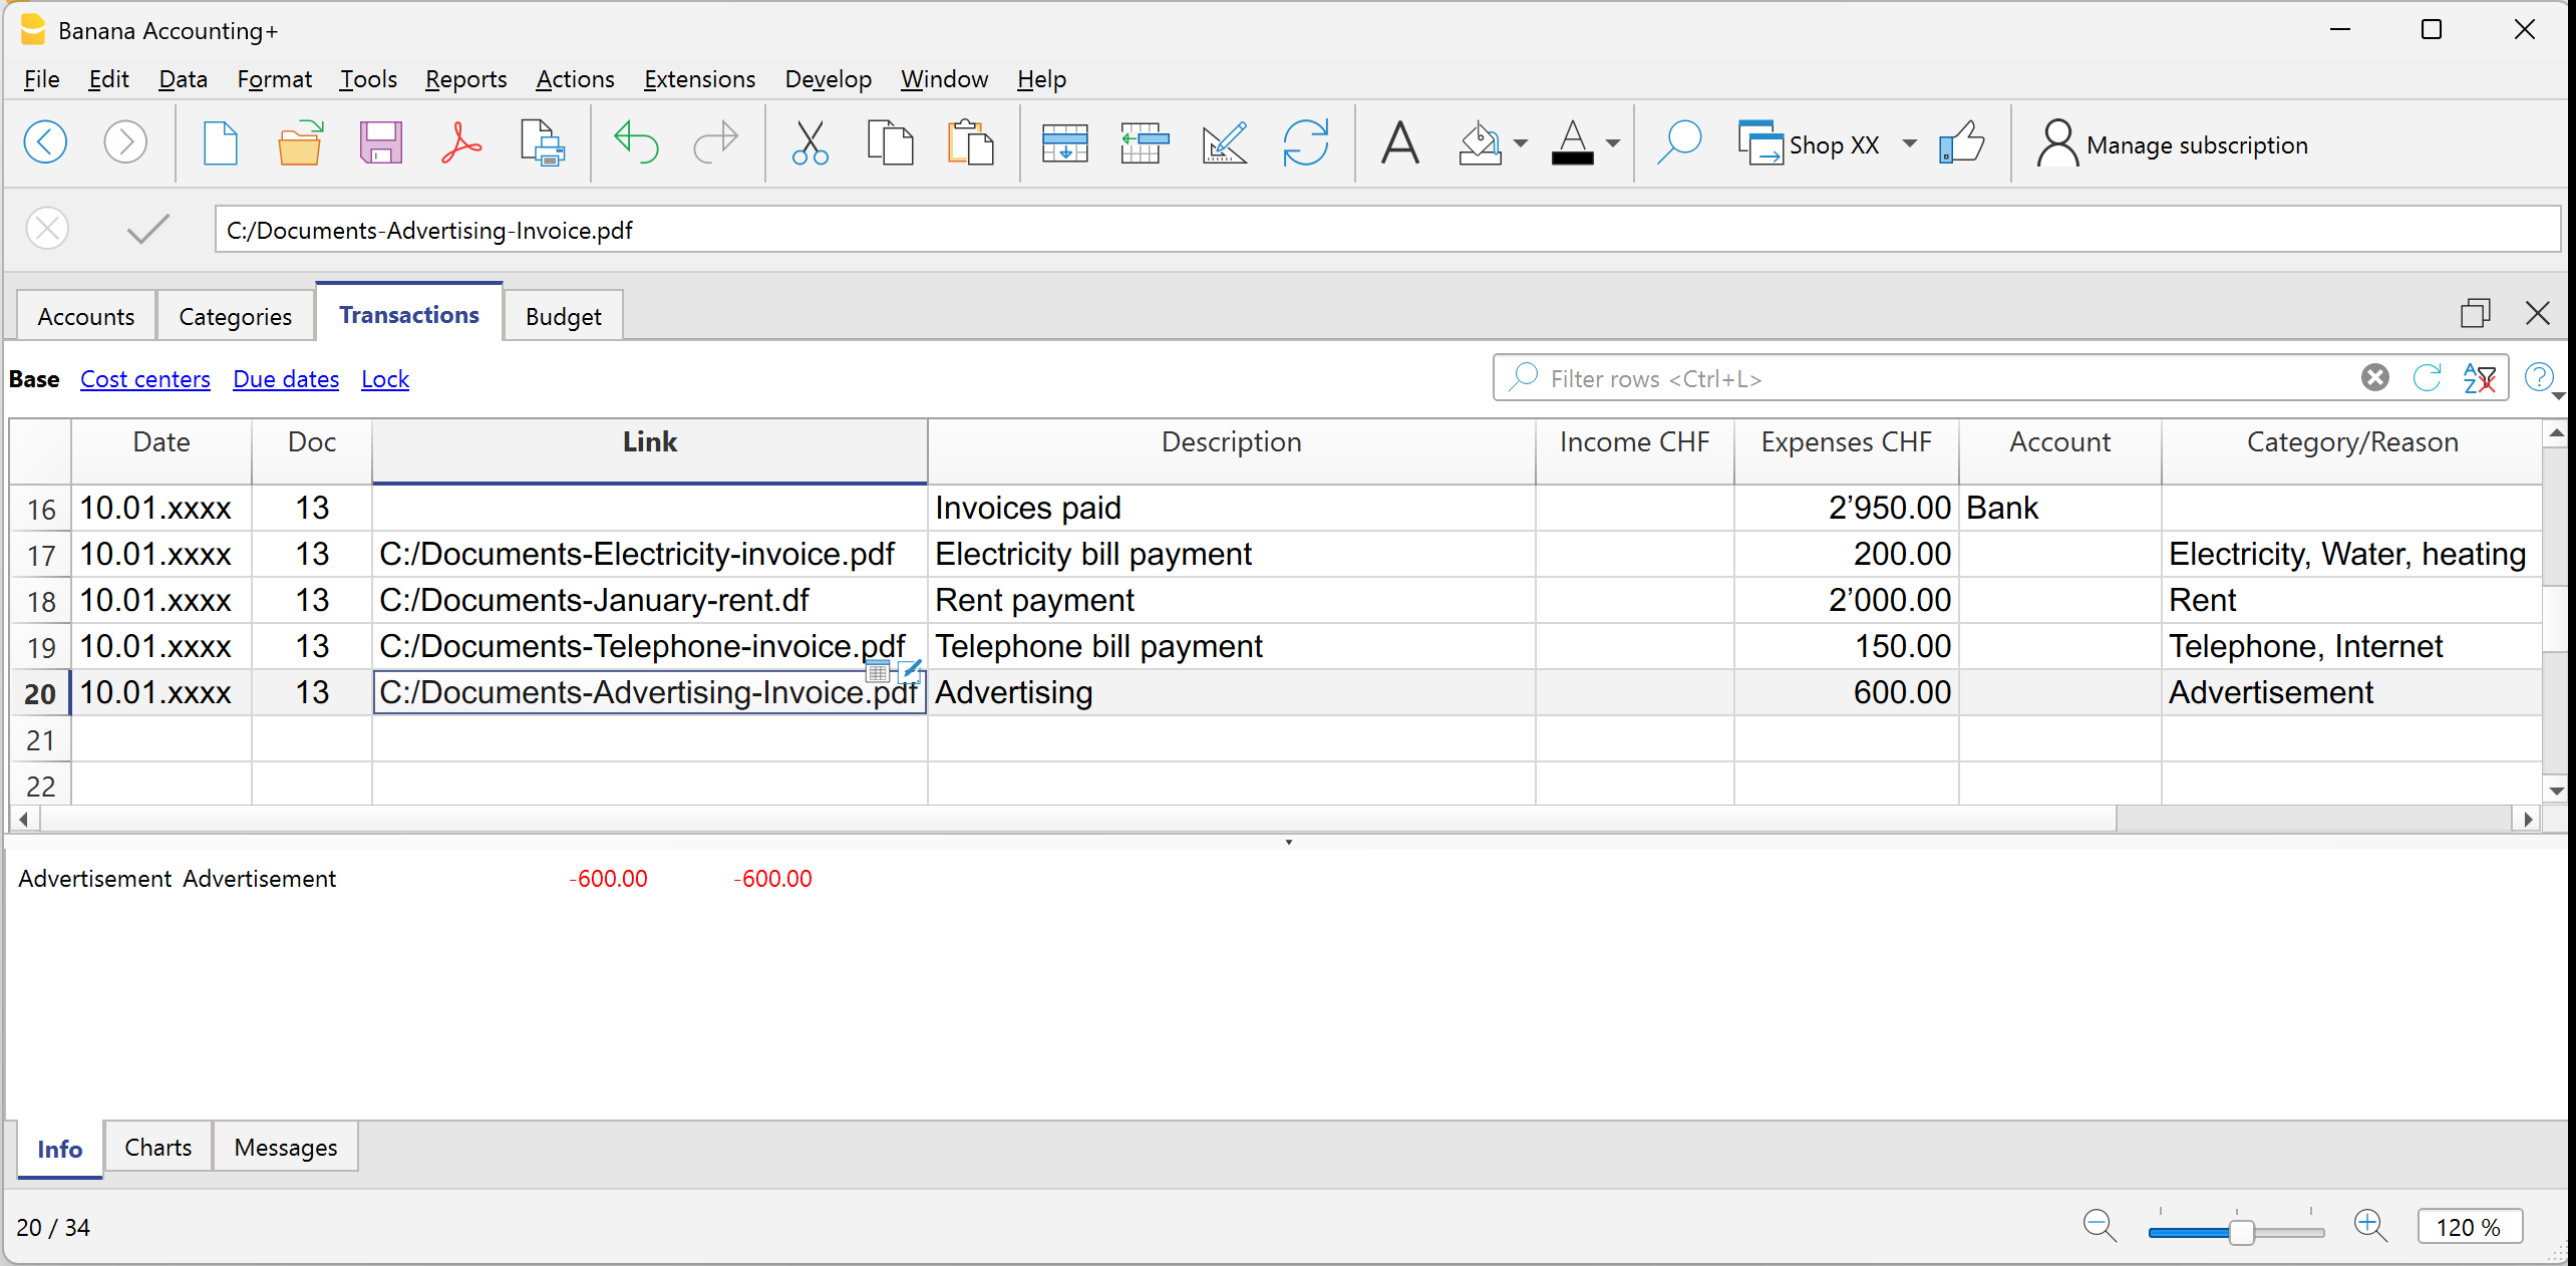 Banana Accounting+
File Edit Data Format Tools Reports Actions Extensions Develop Window Help
Shop XX Manage subscription
C:/Documents-Advertising-Invoice.pdf
Accounts Categories Transactions Budget
Base Cost centers Due dates Lock Filter rows <Ctrl+L>
Date Doc Link Description Income CHF Expenses CHF Account Category/Reason
16 10.01.xxxx 13 Invoices paid 2’950.00 Bank
17 10.01.xxxx 13 C:/Documents-Electricity-invoice.pdf Electricity bill payment 200.00 Electricity, Water, heating
18 10.01.xxxx 13 C:/Documents-January-rent.df Rent payment 2’000.00 Rent
19 10.01.xxxx 13 C:/Documents-Telephone-invoice.pdf Telephone bill payment 150.00 Telephone, Internet
20 10.01.xxxx 13 C:/Documents-Advertising-Invoice.pdf Advertising 600.00 Advertisement
21
22
Advertisement Advertisement -600.00 -600.00
Info Charts Messages
20 / 34 120 %